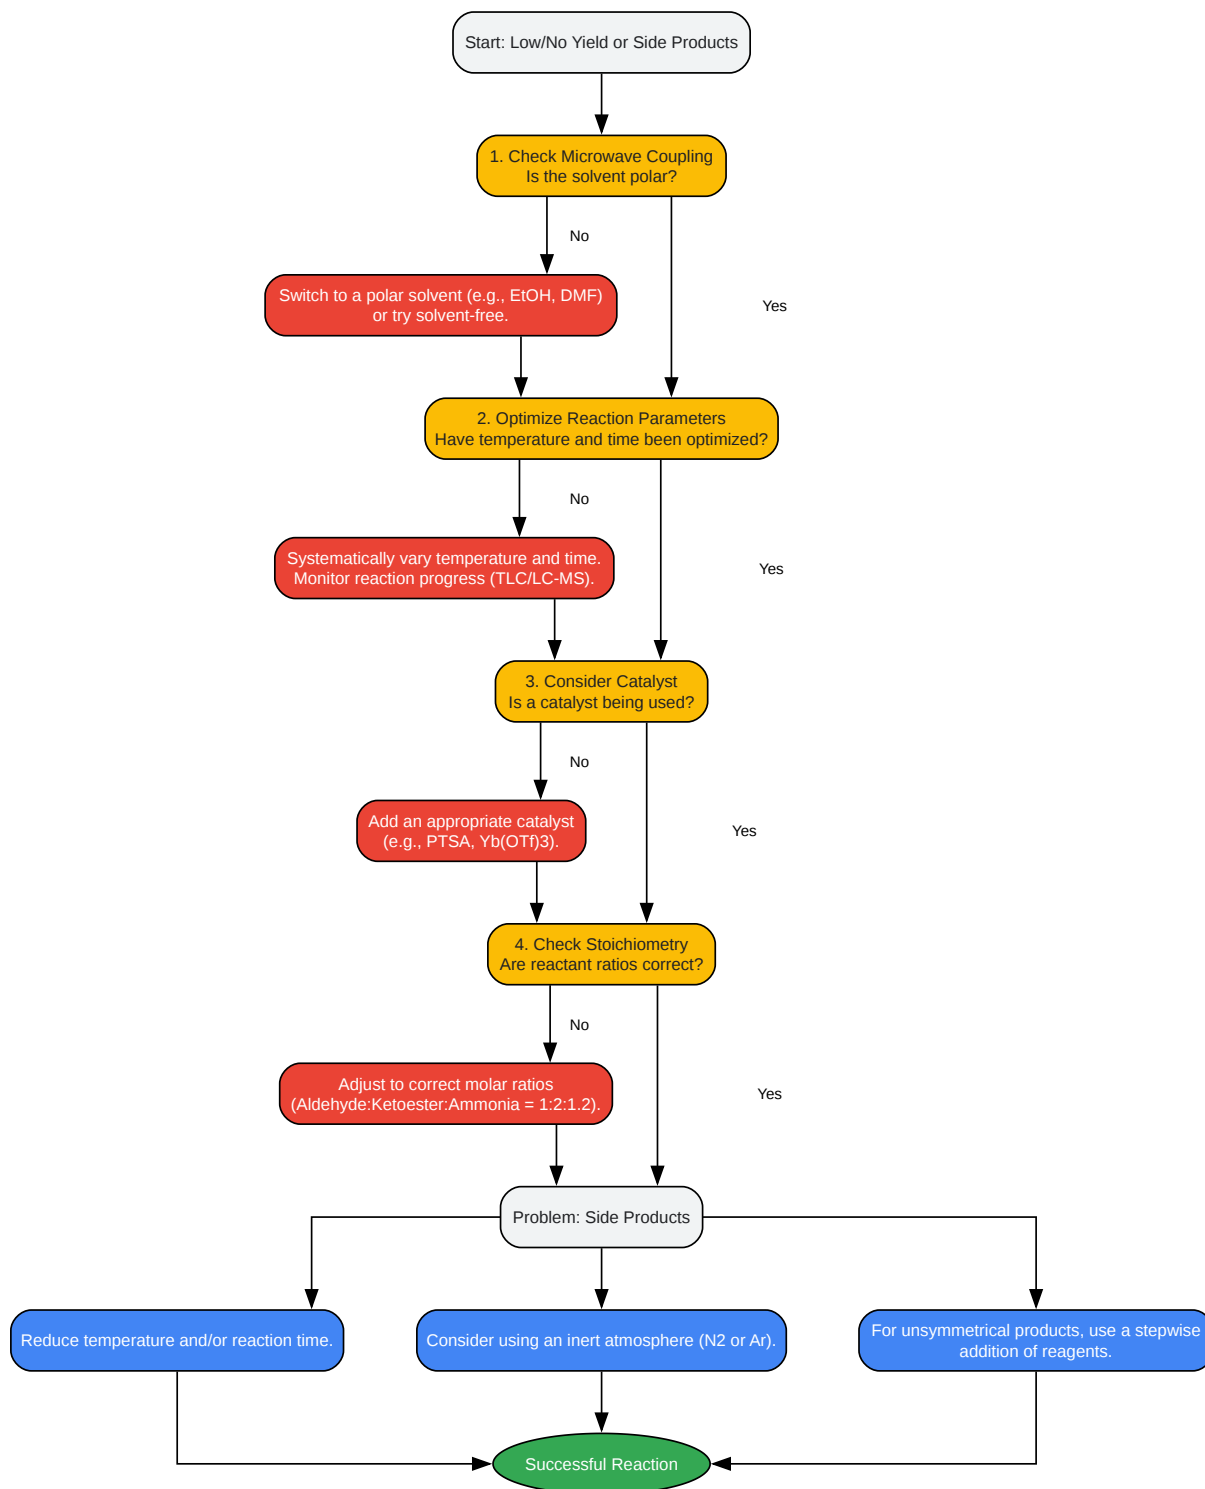 Start: Low/No Yield or Side Products
1. Check Microwave Coupling
Is the solvent polar?
No
Switch to a polar solvent (e.g., EtOH, DMF)
or try solvent-free.
Yes
2. Optimize Reaction Parameters
Have temperature and time been optimized?
No
Systematically vary temperature and time.
Monitor reaction progress (TLC/LC-MS).
Yes
3. Consider Catalyst
Is a catalyst being used?
No
Add an appropriate catalyst
(e.g., PTSA, Yb(OTf)3).
Yes
4. Check Stoichiometry
Are reactant ratios correct?
No
Adjust to correct molar ratios
(Aldehyde:Ketoester:Ammonia = 1:2:1.2).
Yes
Problem: Side Products
Reduce temperature and/or reaction time.
Consider using an inert atmosphere (N2 or Ar).
For unsymmetrical products, use a stepwise
addition of reagents.
Successful Reaction